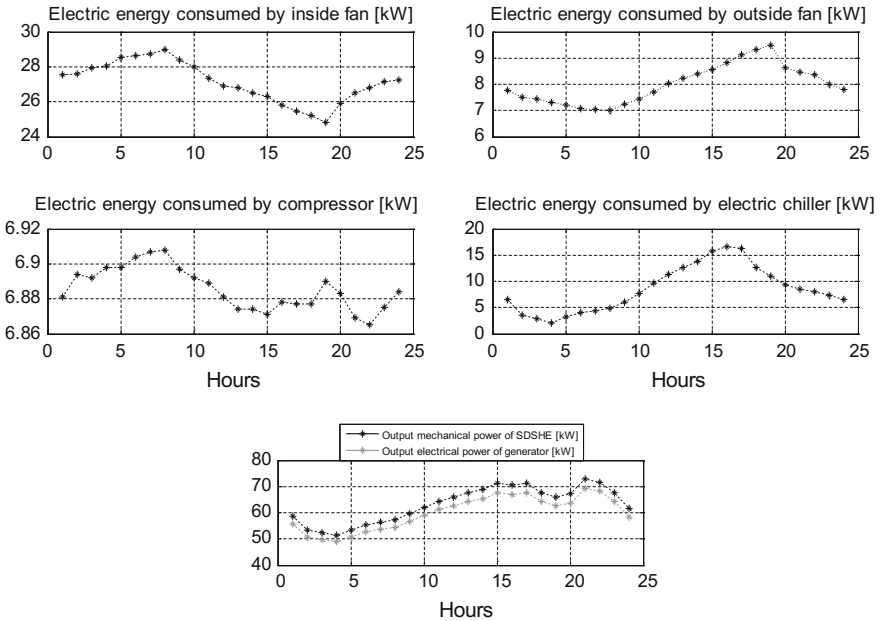 Electric energy consumed by inside fan [kW]
30
28
26
24
0 5 10 15 20 25
Electric energy consumed by outside fan [kW]
10
9
8
7
6
0 5 10 15 20 25
Electric energy consumed by compressor [kW]
6.92
6.9
6.88
6.86
0 5 10 15 20 25
Hours
Electric energy consumed by electric chiller [kW]
20
15
10
5
0
0 5 10 15 20 25
Hours
Output mechanical power of SDSHE [kW]
Output electrical power of generator [kW]
80
70
60
50
40
0 5 10 15 20 25
Hours